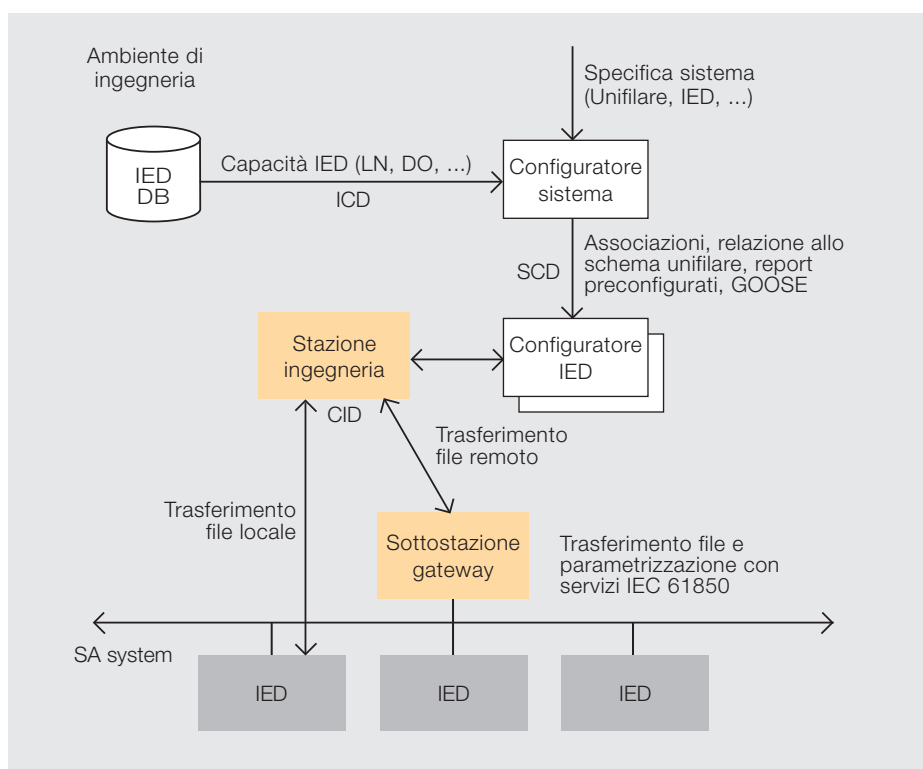 Ambiente di
ingegneria
Specifica sistema
(Unifilare, IED, ...)
IED
DB
Capacità IED (LN, DO, ...)
ICD
Configuratore
sistema
SCD
Associazioni, relazione allo
schema unifilare, report
preconfigurati, GOOSE
Stazione
ingegneria
Configuratore
IED
CID
Trasferimento
file remoto
Trasferimento
file locale
Sottostazione
gateway
Trasferimento file e
parametrizzazione con
servizi IEC 61850
SA system
IED
IED
IED